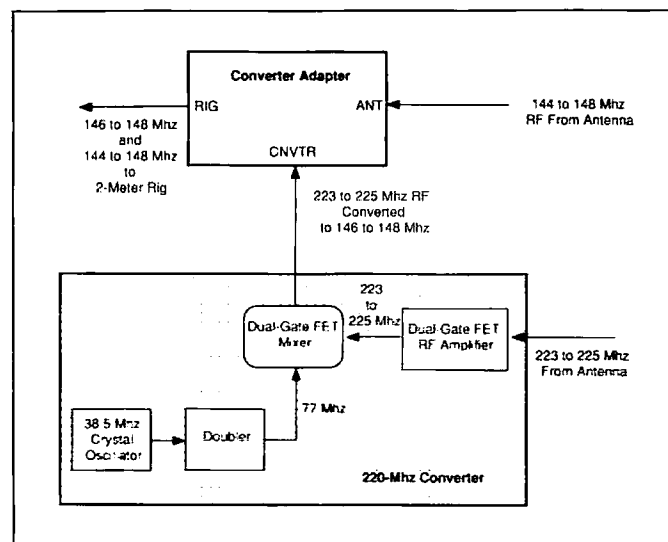 Converter Adapter
RIG
ANT
CNVTR
146 to 148 Mhz
and
144 to 148 Mhz
to
2-Meter Rig
144 to 148 Mhz
RF From Antenna
223 to 225 Mhz RF
Converted
to 146 to 148 Mhz
Dual-Gate FET
Mixer
223
to
225 Mhz
Dual-Gate FET
RF Amplifier
223 to 225 Mhz
From Antenna
77 Mhz
38.5 Mhz
Crystal
Oscillator
Doubler
220-Mhz Converter